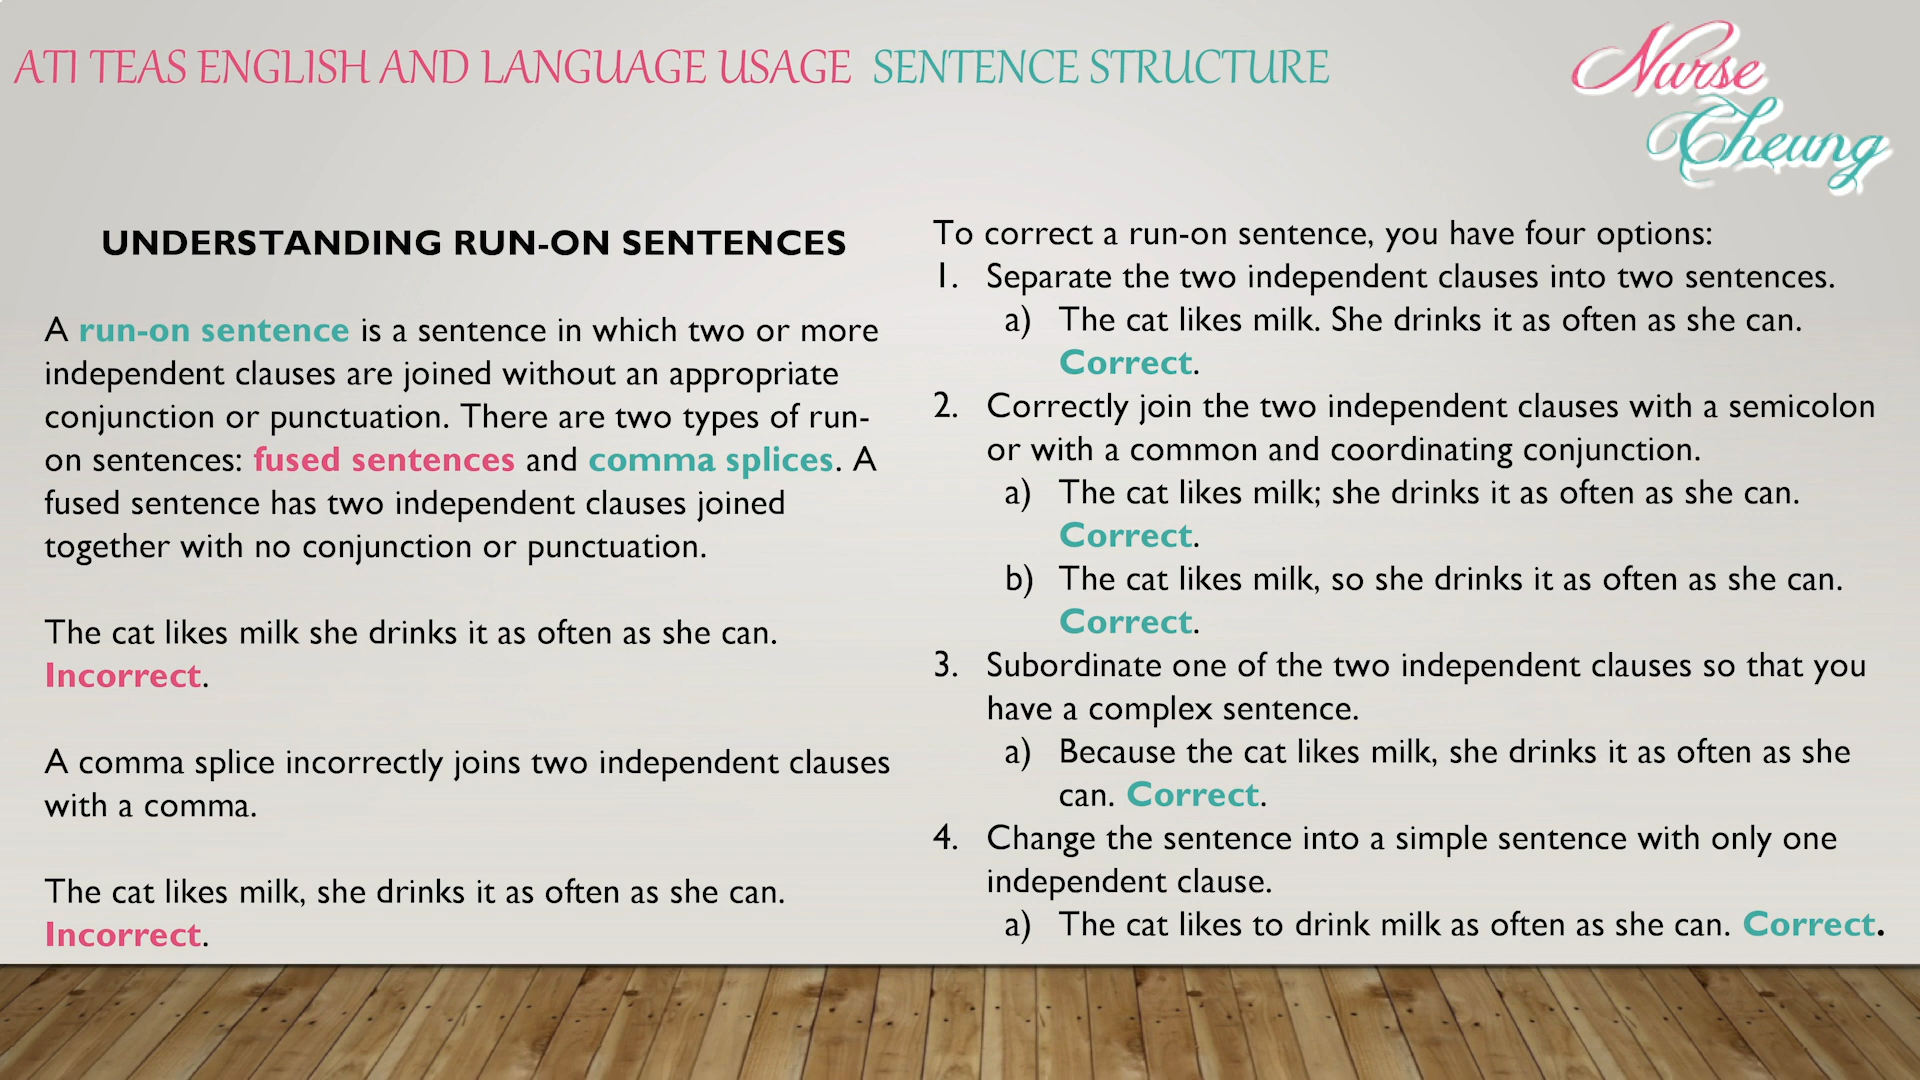 ATI TEAS ENGLISH AND LANGUAGE USAGE SENTENCE STRUCTURE
Nurse
Cheung
UNDERSTANDING RUN-ON SENTENCES
A run-on sentence is a sentence in which two or more
independent clauses are joined without an appropriate
conjunction or punctuation. There are two types of run-
on sentences: fused sentences and comma splices. A
fused sentence has two independent clauses joined
together with no conjunction or punctuation.
The cat likes milk she drinks it as often as she can.
Incorrect.
A comma splice incorrectly joins two independent clauses
with a comma.
The cat likes milk, she drinks it as often as she can.
Incorrect.
To correct a run-on sentence, you have four options:
1. Separate the two independent clauses into two sentences.
a) The cat likes milk. She drinks it as often as she can.
Correct.
2. Correctly join the two independent clauses with a semicolon
or with a common and coordinating conjunction.
a) The cat likes milk; she drinks it as often as she can.
Correct.
b) The cat likes milk, so she drinks it as often as she can.
Correct.
3. Subordinate one of the two independent clauses so that you
have a complex sentence.
a) Because the cat likes milk, she drinks it as often as she
can. Correct.
4. Change the sentence into a simple sentence with only one
independent clause.
a) The cat likes to drink milk as often as she can. Correct.